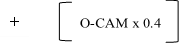 + [ O-CAM x 0.4 ]